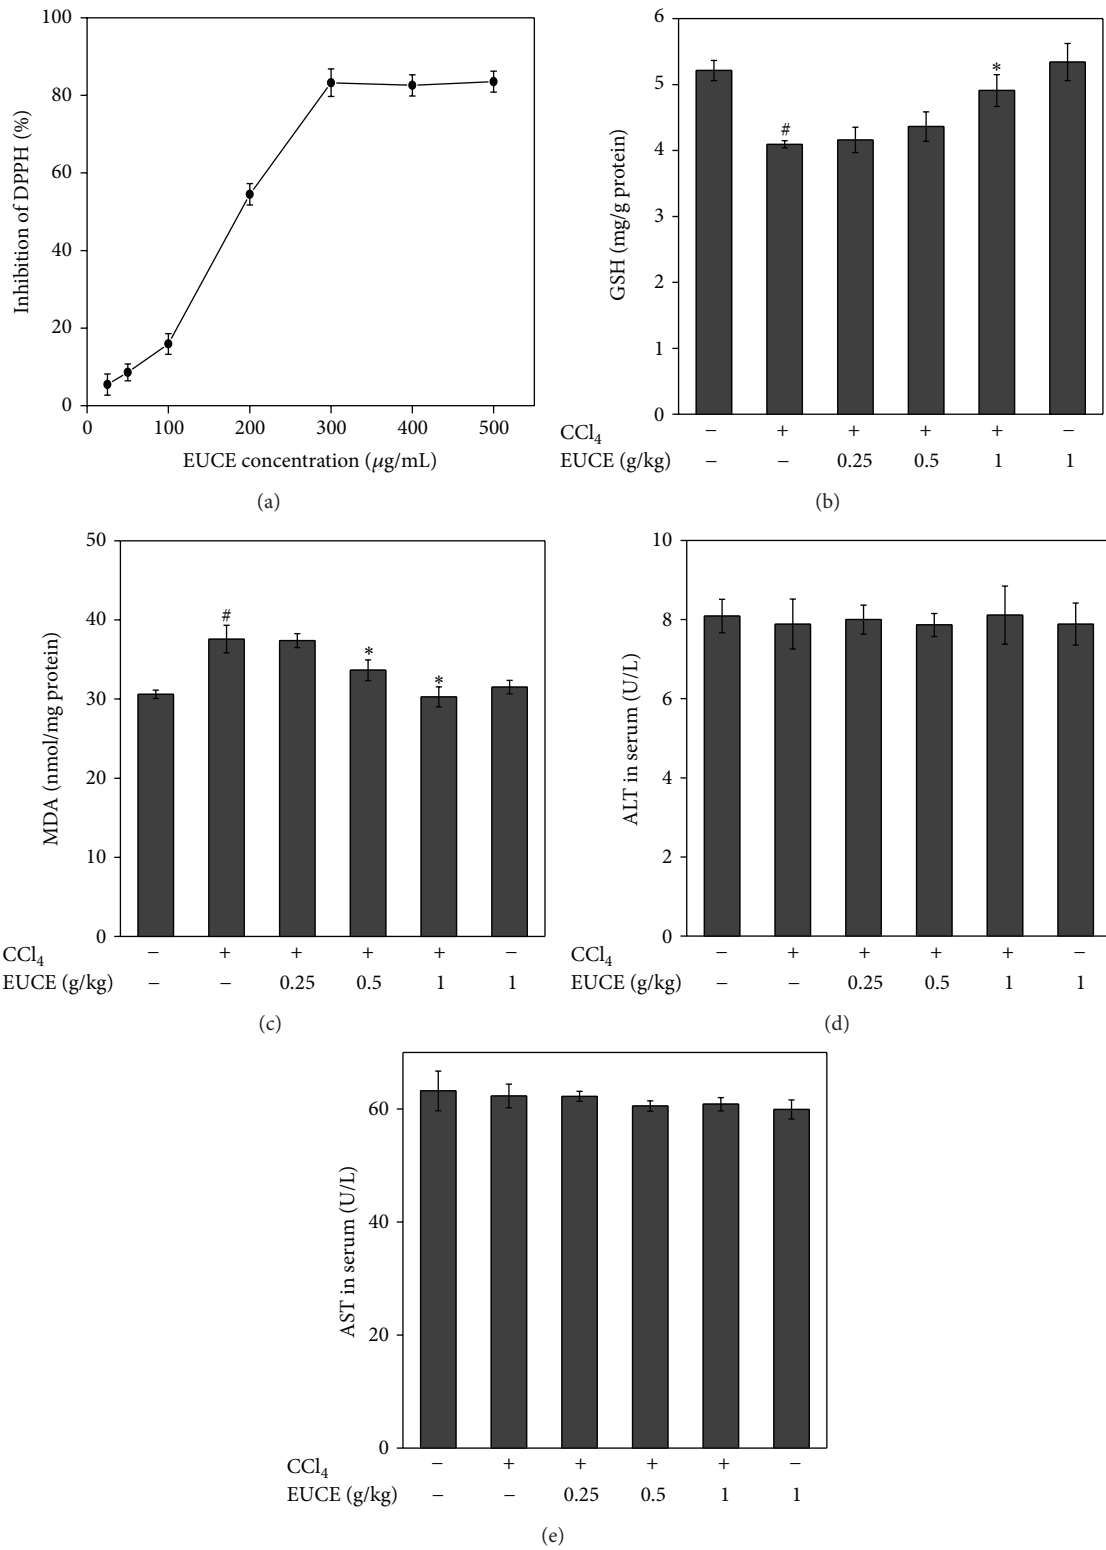 100
80
60
40
20
0
0 100 200 300 400 500
Inhibition of DPPH (%)
EUCE concentration (μg/mL)
(a)
6
5
4
3
2
1
0
GSH (mg/g protein)
# *
CCl₄ − + + + + −
EUCE (g/kg) − − 0.25 0.5 1 1
(b)
50
40
30
20
10
0
MDA (nmol/mg protein)
# * *
CCl₄ − + + + + −
EUCE (g/kg) − − 0.25 0.5 1 1
(c)
10
8
6
4
2
0
ALT in serum (U/L)
CCl₄ − + + + + −
EUCE (g/kg) − − 0.25 0.5 1 1
(d)
60
40
20
0
AST in serum (U/L)
CCl₄ − + + + + −
EUCE (g/kg) − − 0.25 0.5 1 1
(e)